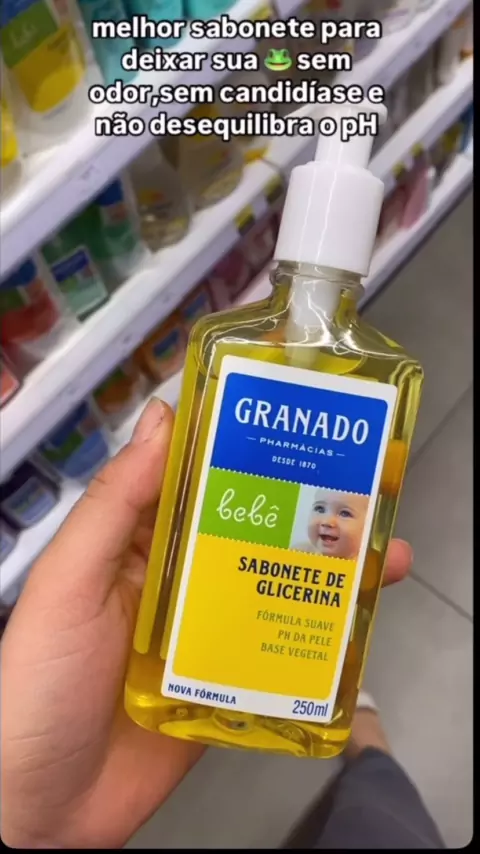 melhor sabonete para
deixar sua 🐸 sem
odor,sem candidíase e
não desequilibra o pH
GRANADO
PHARMÁCIAS
DESDE 1870
bebê
SABONETE DE
GLICERINA
FÓRMULA SUAVE
PH DA PELE
BASE VEGETAL
NOVA FÓRMULA
250ml